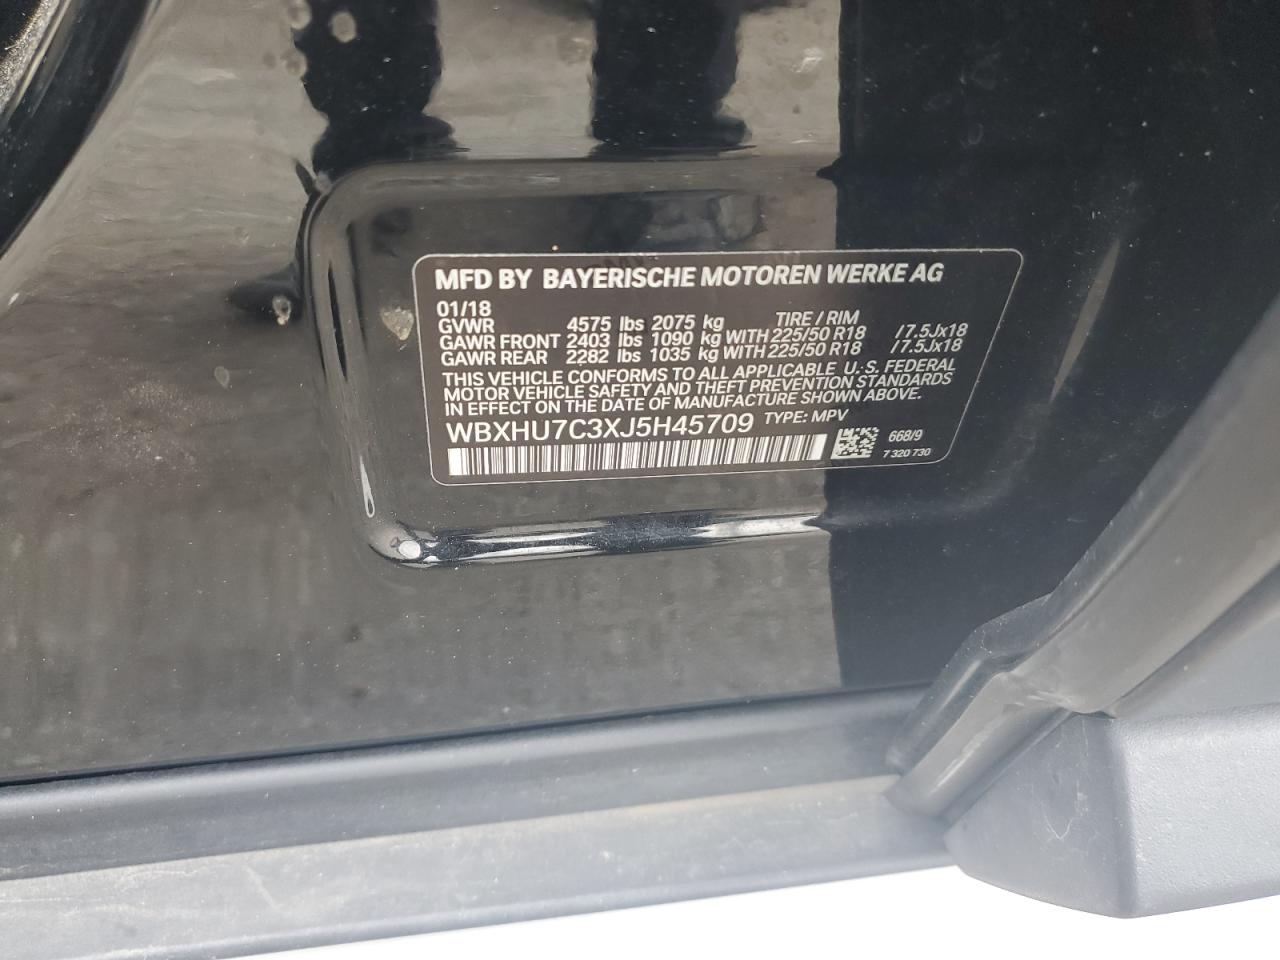 MFD BY BAYERISCHE MOTOREN WERKE AG
01/18 TIRE / RIM
GVWR 4575 lbs 2075 kg
GAWR FRONT 2403 lbs 1090 kg WITH 225/50 R18 /7.5Jx18
GAWR REAR 2282 lbs 1035 kg WITH 225/50 R18 /7.5Jx18
THIS VEHICLE CONFORMS TO ALL APPLICABLE U.S. FEDERAL
MOTOR VEHICLE SAFETY AND THEFT PREVENTION STANDARDS
IN EFFECT ON THE DATE OF MANUFACTURE SHOWN ABOVE.
WBXHU7C3XJ5H45709 TYPE: MPV
668/9
7 320 730